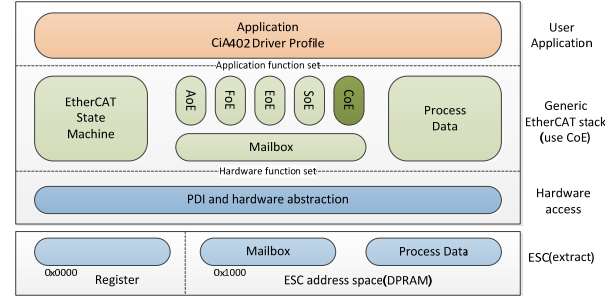 Application
CiA402 Driver Profile
User
Application
Application function set
EtherCAT
State
Machine
AoE
FoE
EoE
SoE
CoE
Mailbox
Process
Data
Generic
EtherCAT stack
(use CoE)
Hardware function set
PDI and hardware abstraction
Hardware
access
Mailbox
Process Data
0x0000
0x1000
Register
ESC address space(DPRAM)
ESC(extract)